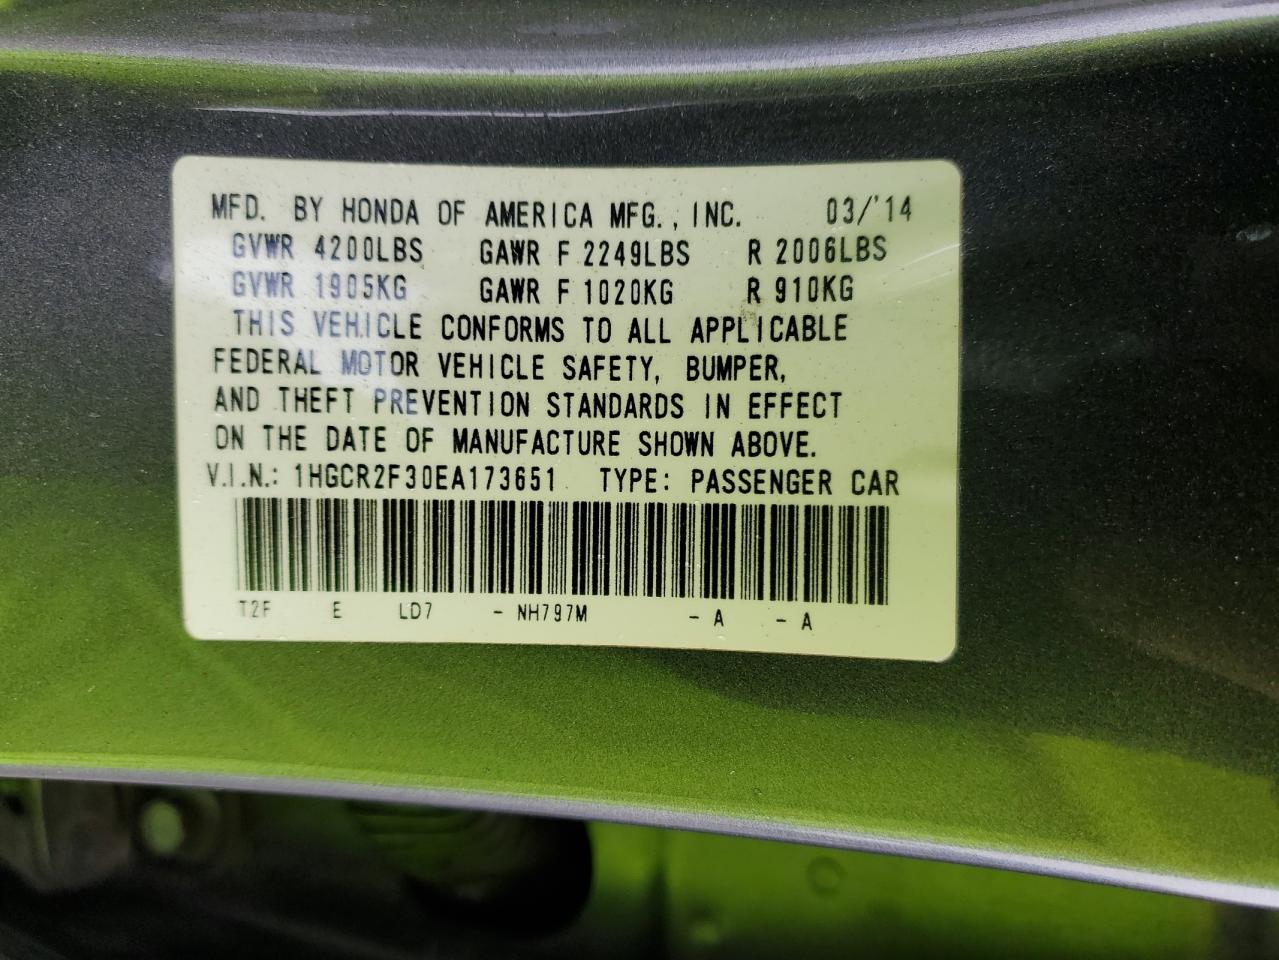 MFD. BY HONDA OF AMERICA MFG., INC. 03/'14
GVWR 4200LBS GAWR F 2249LBS R 2006LBS
GVWR 1905KG GAWR F 1020KG R 910KG
THIS VEHICLE CONFORMS TO ALL APPLICABLE
FEDERAL MOTOR VEHICLE SAFETY, BUMPER,
AND THEFT PREVENTION STANDARDS IN EFFECT
ON THE DATE OF MANUFACTURE SHOWN ABOVE.
V.I.N.: 1HGCR2F30EA173651 TYPE: PASSENGER CAR
T2F E LD7 - NH797M - A - A